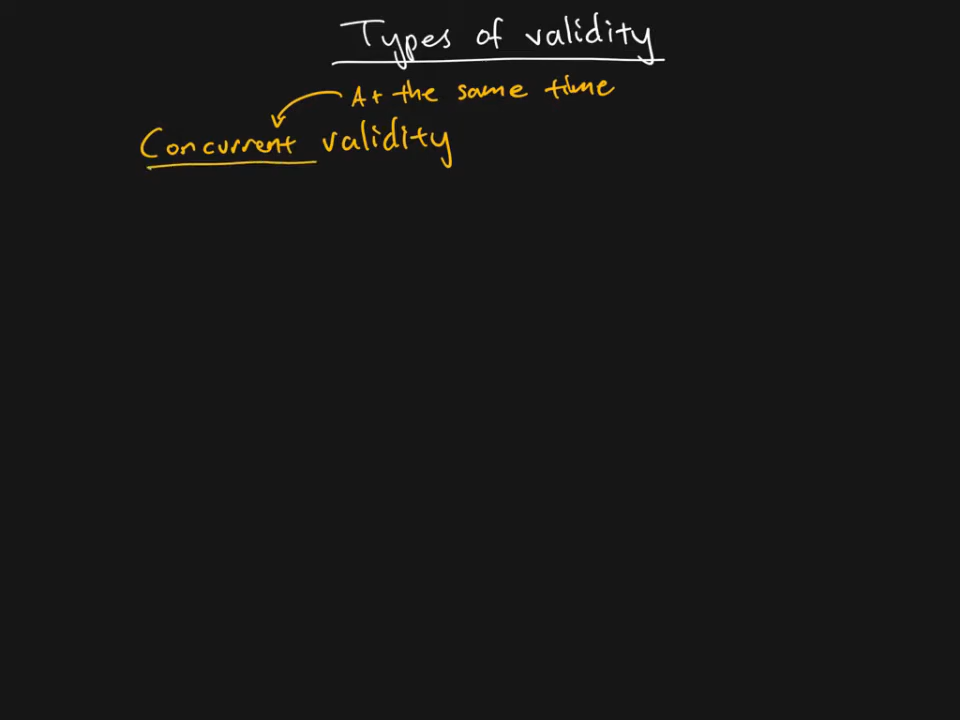 Types of validity
At the same time
Concurrent validity